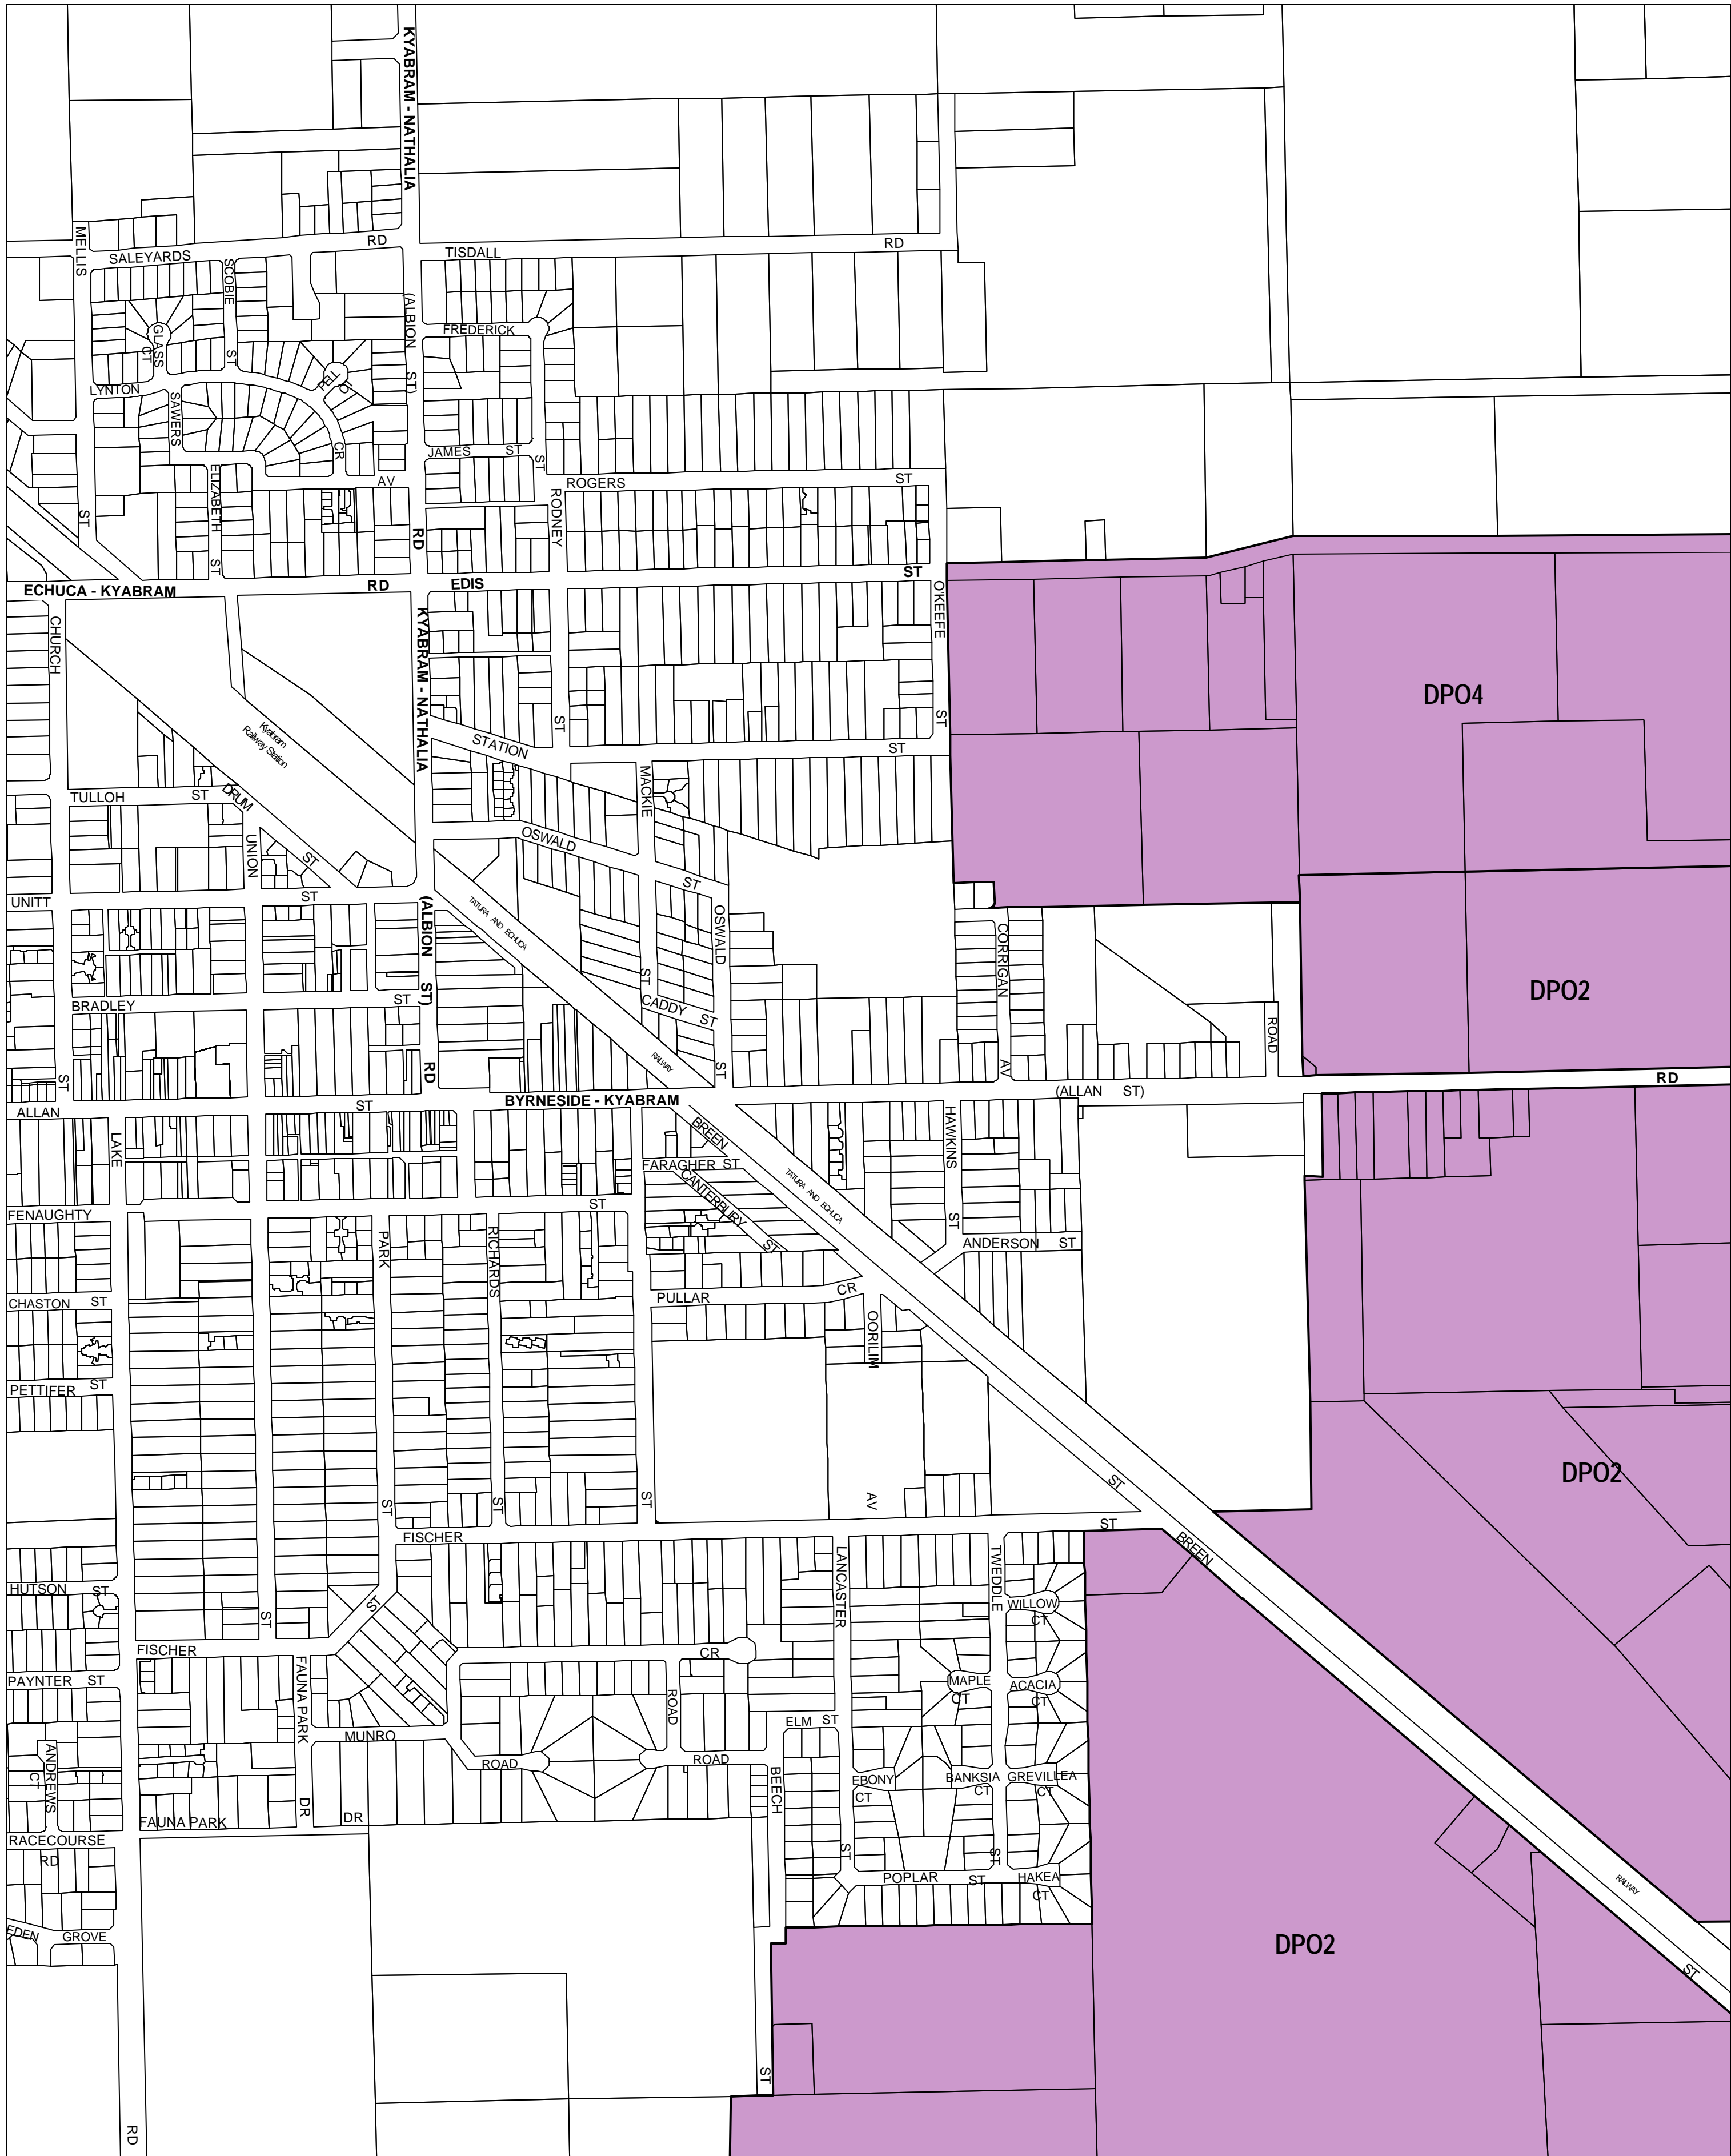 KYABRAM - NATHALIA
MELLIS
SALEYARDS
RD
TISDALL
RD
SCOBIE
GLASS
CT
ST
(ALBION
ST)
FREDERICK
LYNTON
SAWERS
CT
CR
JAMES
ST
ST
ELIZABETH
AV
ROGERS
ST
RODNEY
ST
ST
RD
ECHUCA - KYABRAM
RD
EDIS
ST
O'KEEFE
CHURCH
KYABRAM - NATHALIA
DPO4
Kyabram
Railway Station
STATION
ST
ST
ST
MACKIE
TULLOH
ST
DRUM
UNION
ST
OSWALD
ST
UNITT
ST
(ALBION
ST)
TATURA AND ECHUCA
OSWALD
CORRIGAN
ST
DPO2
BRADLEY
ST
CADDY
ST
ROAD
RD
RAILWAY
ST
AV
ST
ALLAN
ST
BYRNESIDE - KYABRAM
(ALLAN
ST)
RD
LAKE
BREEN
HAWKINS
FARAGHER ST
CANTERBURY
ST
TATURA AND ECHUCA
FENAUGHTY
ST
PARK
RICHARDS
ST
ANDERSON
ST
CHASTON
ST
PULLAR
CR
OORILIM
PETTIFER
ST
DPO2
ST
ST
ST
AV
ST
FISCHER
ST
BREEN
LANCASTER
TWEDDLE
HUTSON
ST
ST
ST
WILLOW
CT
FISCHER
FAUNA PARK
CR
PAYNTER
ST
ROAD
MAPLE
CT
ACACIA
CT
MUNRO
ELM
ST
ANDREWS
CT
ROAD
ROAD
BEECH
EBONY
CT
BANKSIA
CT
GREVILLEA
CT
DR
DR
FAUNA PARK
RACECOURSE
RD
ST
ST
POPLAR
ST
HAKEA
CT
RAILWAY
EDEN
GROVE
DPO2
ST
ST
RD